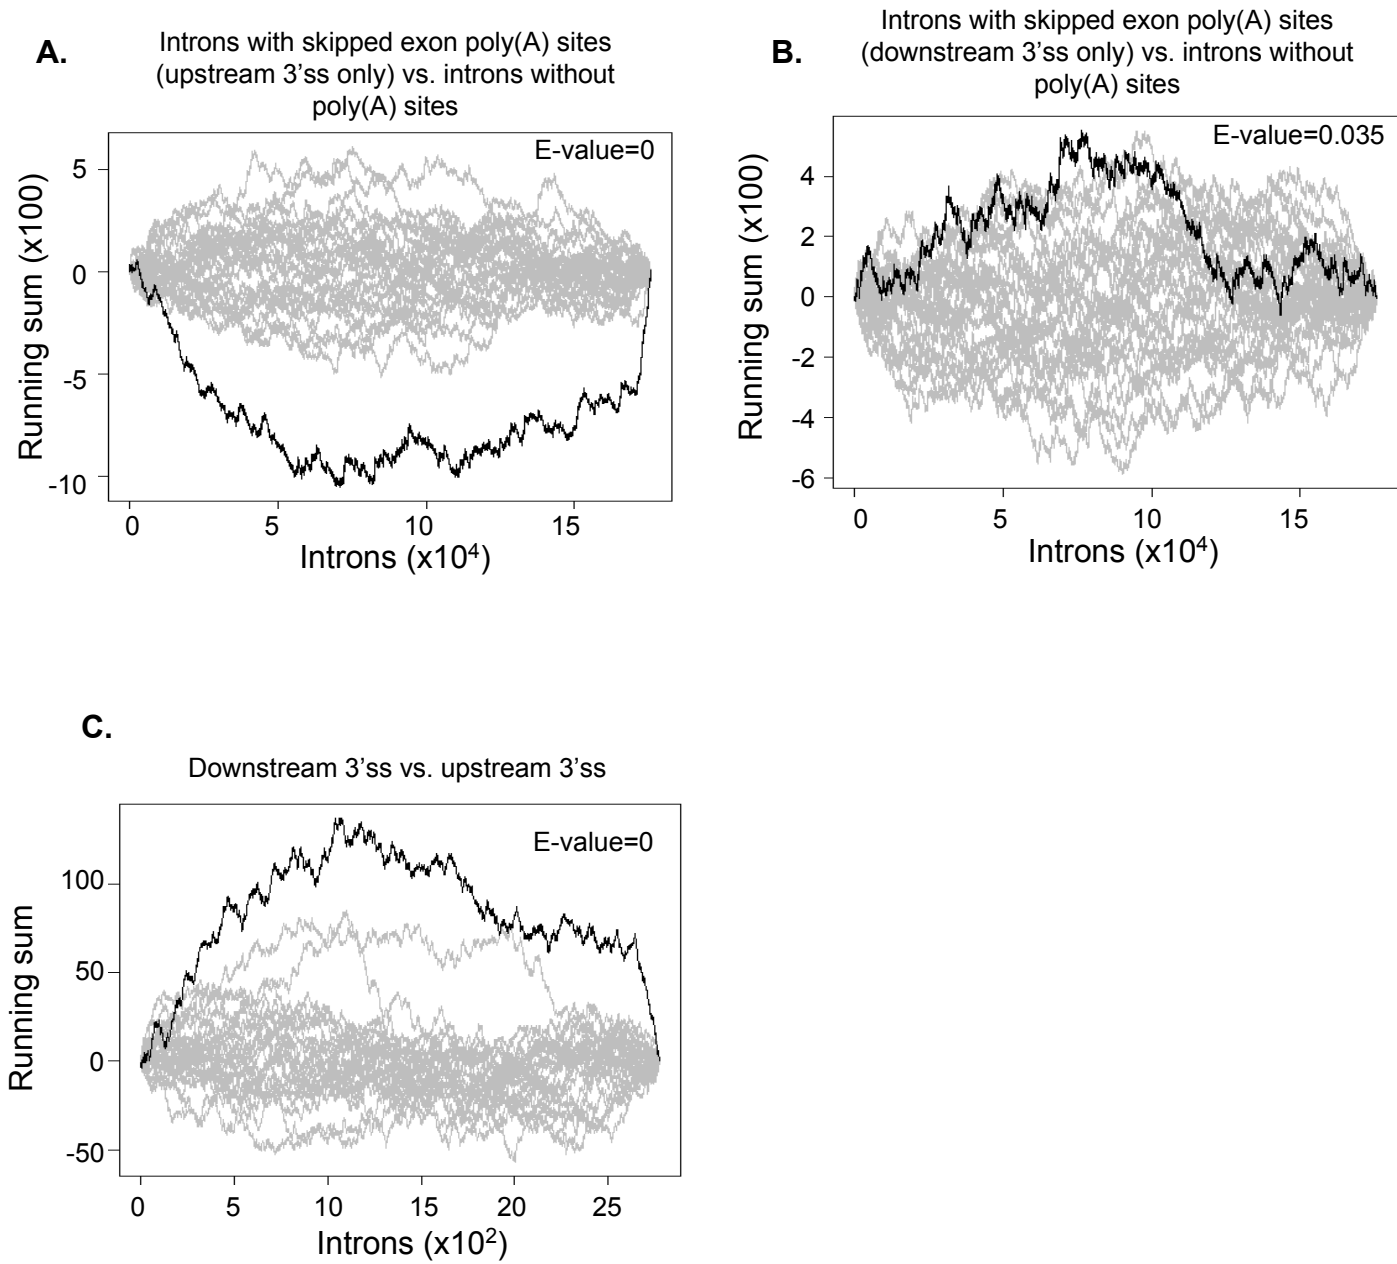 A.
Introns with skipped exon poly(A) sites
(upstream 3’ss only) vs. introns without
poly(A) sites
E-value=0
Running sum (x100)
5
0
-5
-10
0 5 10 15
Introns (x10⁴)
B.
Introns with skipped exon poly(A) sites
(downstream 3’ss only) vs. introns without
poly(A) sites
E-value=0.035
Running sum (x100)
4
2
0
-2
-4
-6
0 5 10 15
Introns (x10⁴)
C.
Downstream 3’ss vs. upstream 3’ss
E-value=0
Running sum
100
50
0
-50
0 5 10 15 20 25
Introns (x10²)